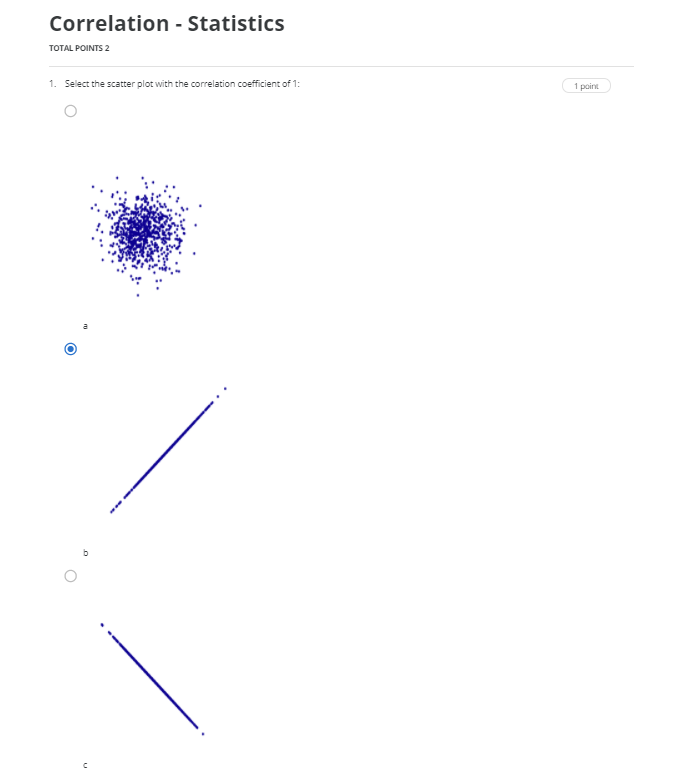 Correlation - Statistics
TOTAL POINTS 2
1. Select the scatter plot with the correlation coefficient of 1:
1 point
a
b
c